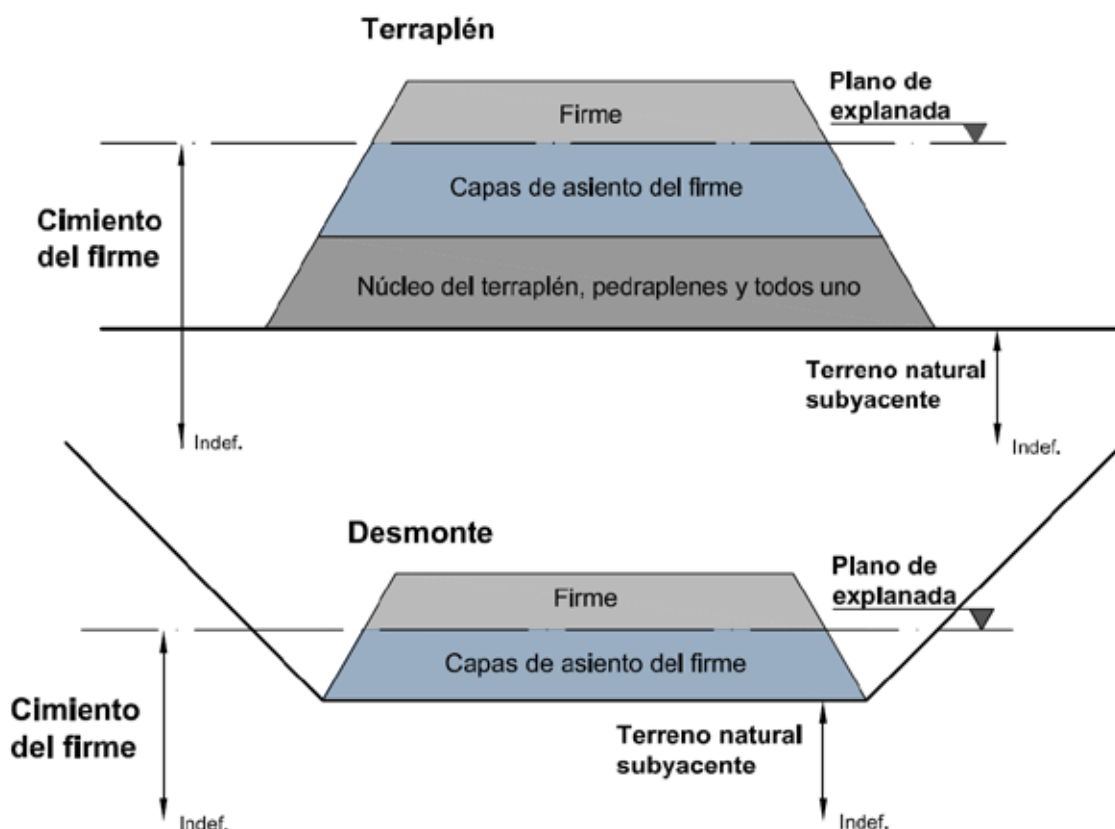 Terraplén
Plano de
explanada
Firme
Capas de asiento del firme
Cimiento
del firme
Núcleo del terraplén, pedraplenes y todos uno
Terreno natural
subyacente
Indef.
Indef.
Desmonte
Plano de
explanada
Firme
Capas de asiento del firme
Cimiento
del firme
Terreno natural
subyacente
Indef.
Indef.